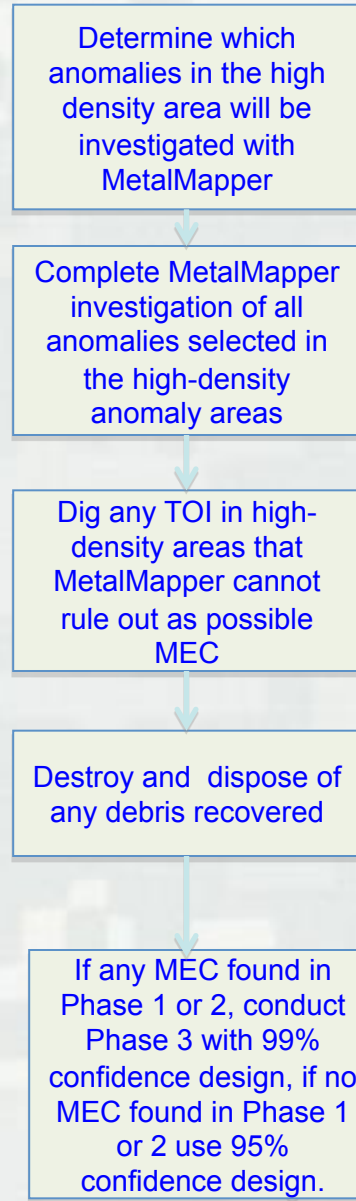 Determine which
anomalies in the high
density area will be
investigated with
MetalMapper
Complete MetalMapper
investigation of all
anomalies selected in
the high-density
anomaly areas
Dig any TOI in high-
density areas that
MetalMapper cannot
rule out as possible
MEC
Destroy and  dispose of
any debris recovered
If any MEC found in
Phase 1 or 2, conduct
Phase 3 with 99%
confidence design, if no
MEC found in Phase 1
or 2 use 95%
confidence design.